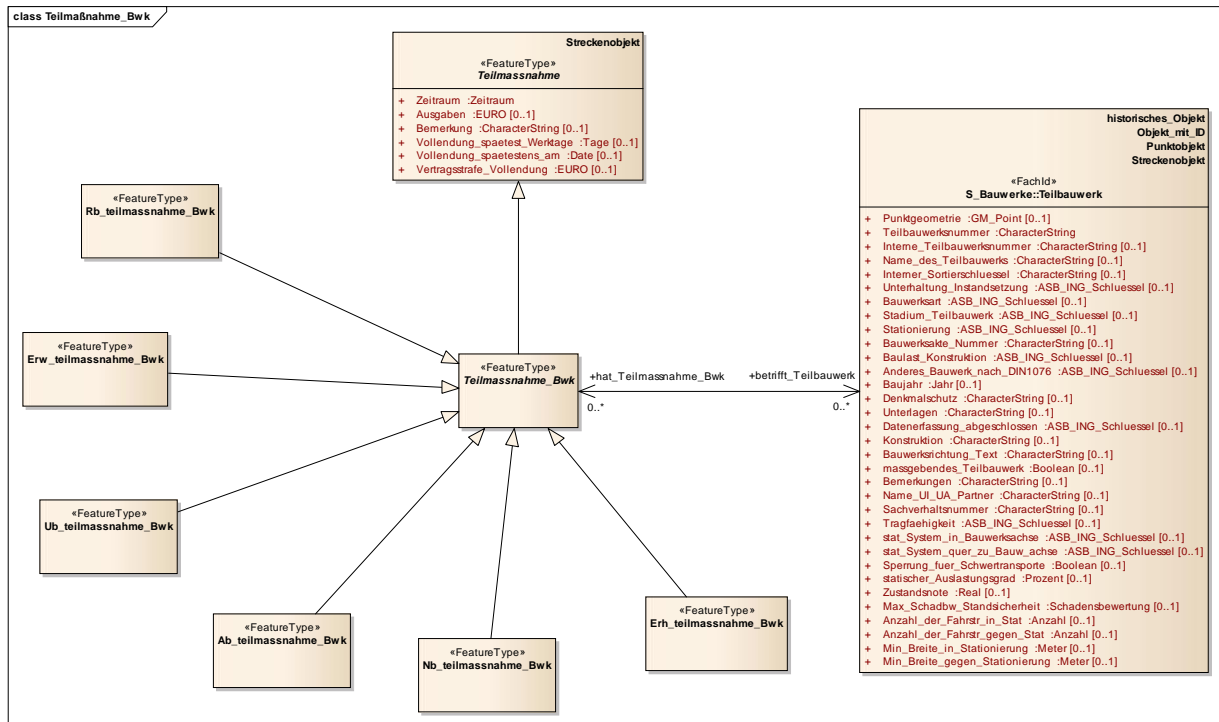 class Teilmaßnahme_Bwk
Streckenobjekt
«FeatureType»
Teilmassnahme
+ Zeitraum :Zeitraum
+ Ausgaben :EURO [0..1]
+ Bemerkung :CharacterString [0..1]
+ Vollendung_spaetest_Werktage :Tage [0..1]
+ Vollendung_spaetestens_am :Date [0..1]
+ Vertragsstrafe_Vollendung :EURO [0..1]
historisches_Objekt
Objekt_mit_ID
Punktobjekt
Streckenobjekt
«FachId»
S_Bauwerke::Teilbauwerk
+ Punktgeometrie :GM_Point [0..1]
+ Teilbauwerksnummer :CharacterString
+ Interne_Teilbauwerksnummer :CharacterString [0..1]
+ Name_des_Teilbauwerks :CharacterString [0..1]
+ Interner_Sortierschluessel :CharacterString [0..1]
+ Unterhaltung_Instandsetzung :ASB_ING_Schluessel [0..1]
+ Bauwerksart :ASB_ING_Schluessel [0..1]
+ Stadium_Teilbauwerk :ASB_ING_Schluessel [0..1]
+ Stationierung :ASB_ING_Schluessel [0..1]
+ Bauwerksakte_Nummer :CharacterString [0..1]
+ Baulast_Konstruktion :ASB_ING_Schluessel [0..1]
+ Anderes_Bauwerk_nach_DIN1076 :ASB_ING_Schluessel [0..1]
+ Baujahr :Jahr [0..1]
+ Denkmalschutz :CharacterString [0..1]
+ Unterlagen :CharacterString [0..1]
+ Datenerfassung_abgeschlossen :ASB_ING_Schluessel [0..1]
+ Konstruktion :CharacterString [0..1]
+ Bauwerksrichtung_Text :CharacterString [0..1]
+ massgebendes_Teilbauwerk :Boolean [0..1]
+ Bemerkungen :CharacterString [0..1]
+ Name_UI_UA_Partner :CharacterString [0..1]
+ Sachverhaltsnummer :CharacterString [0..1]
+ Tragfaehigkeit :ASB_ING_Schluessel [0..1]
+ stat_System_in_Bauwerksachse :ASB_ING_Schluessel [0..1]
+ stat_System_quer_zu_Bauw_achse :ASB_ING_Schluessel [0..1]
+ Sperrung_fuer_Schwertransporte :Boolean [0..1]
+ statischer_Auslastungsgrad :Prozent [0..1]
+ Zustandsnote :Real [0..1]
+ Max_Schadbw_Standsicherheit :Schadensbewertung [0..1]
+ Anzahl_der_Fahrstr_in_Stat :Anzahl [0..1]
+ Anzahl_der_Fahrstr_gegen_Stat :Anzahl [0..1]
+ Min_Breite_in_Stationierung :Meter [0..1]
+ Min_Breite_gegen_Stationierung :Meter [0..1]
«FeatureType»
Rb_teilmassnahme_Bwk
«FeatureType»
Erw_teilmassnahme_Bwk
«FeatureType»
Teilmassnahme_Bwk
+hat_Teilmassnahme_Bwk
0..*
+betrifft_Teilbauwerk
0..*
«FeatureType»
Ub_teilmassnahme_Bwk
«FeatureType»
Ab_teilmassnahme_Bwk
«FeatureType»
Nb_teilmassnahme_Bwk
«FeatureType»
Erh_teilmassnahme_Bwk